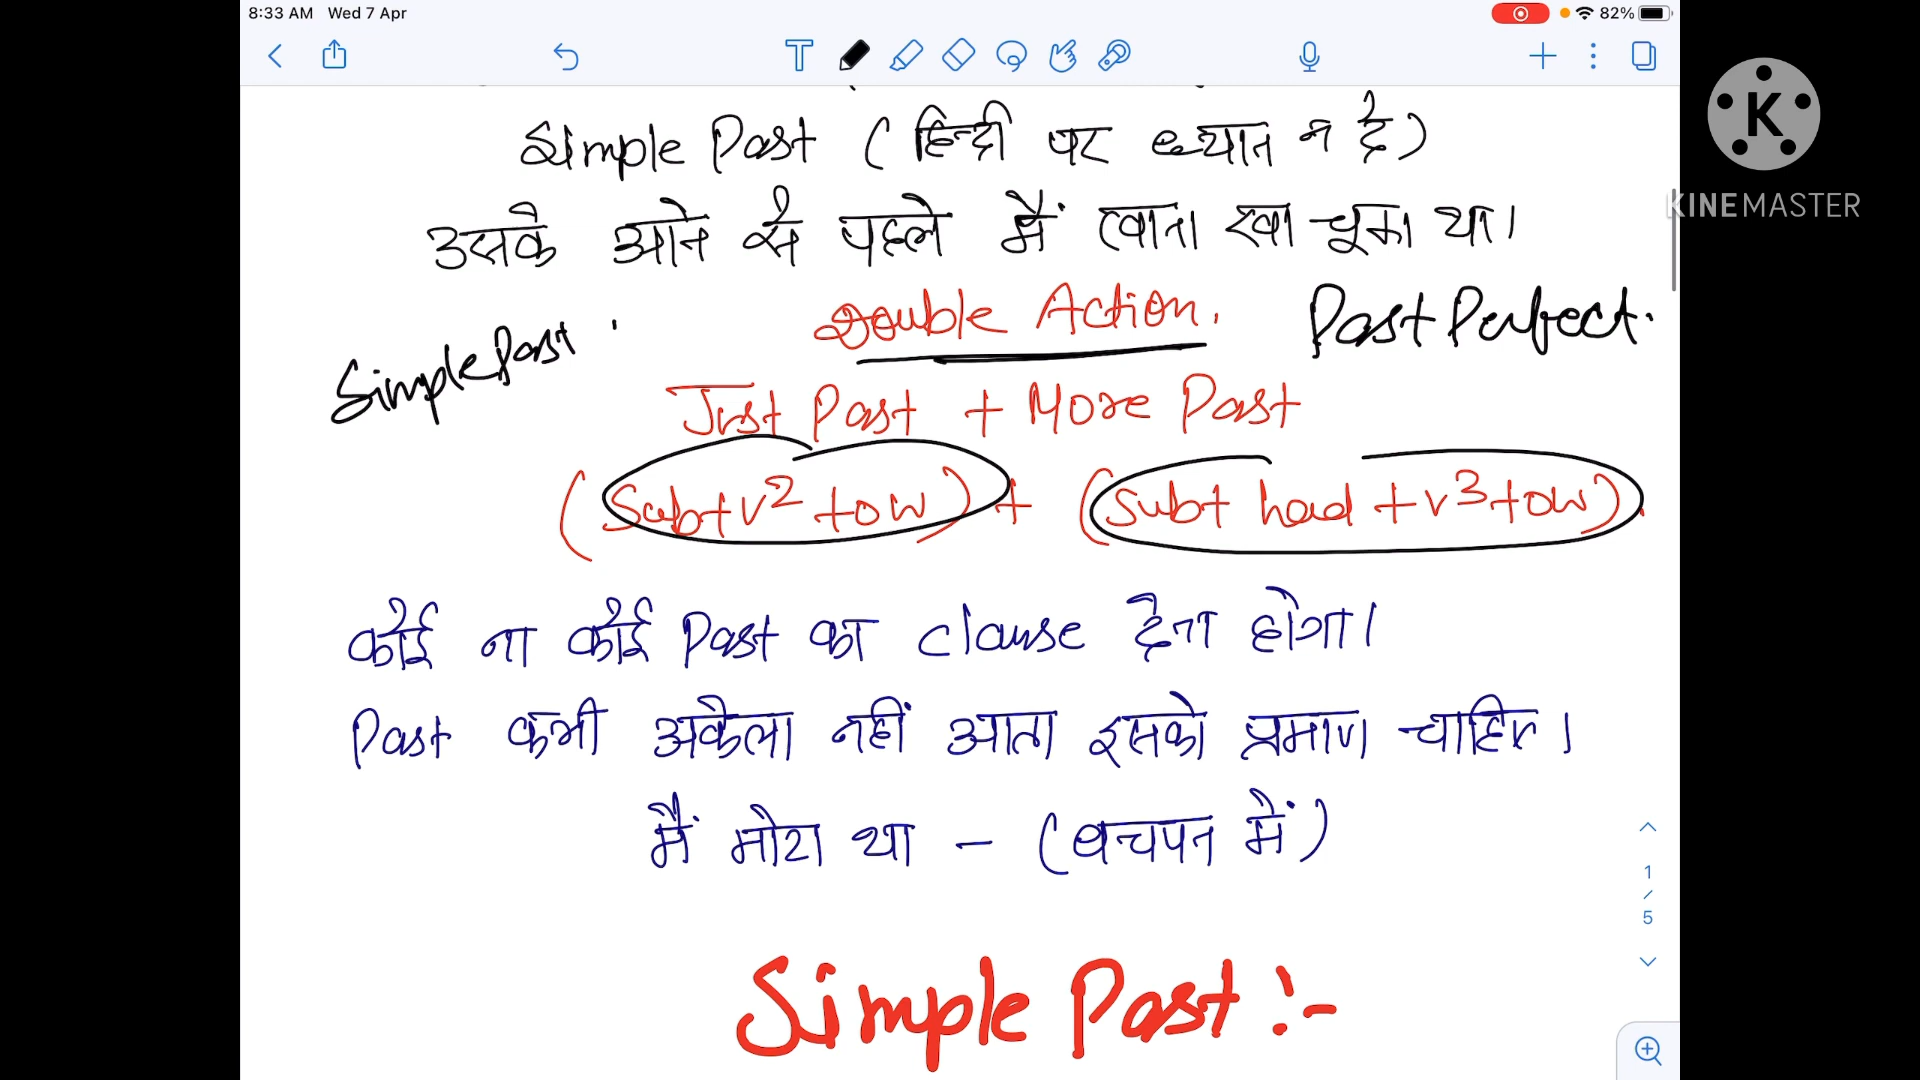 8:33 AM Wed 7 Apr 82%
Simple Past (हिन्दी पर ध्यान न दे)
उसके आने से पहले मैं खाना खा चूका था।
Double Action.
Past Perfect.
Simple Past
Just Past + More Past
(Sub+v2+ow) + (Sub+ had +v3+ow).
कोई ना कोई Past का clause देना होगा।
Past कभी अकेला नहीं आता इसको प्रमाण चाहिए।
मैं मोटा था - (बचपन में)
Simple Past :-
1
/
5
K
KINEMASTER